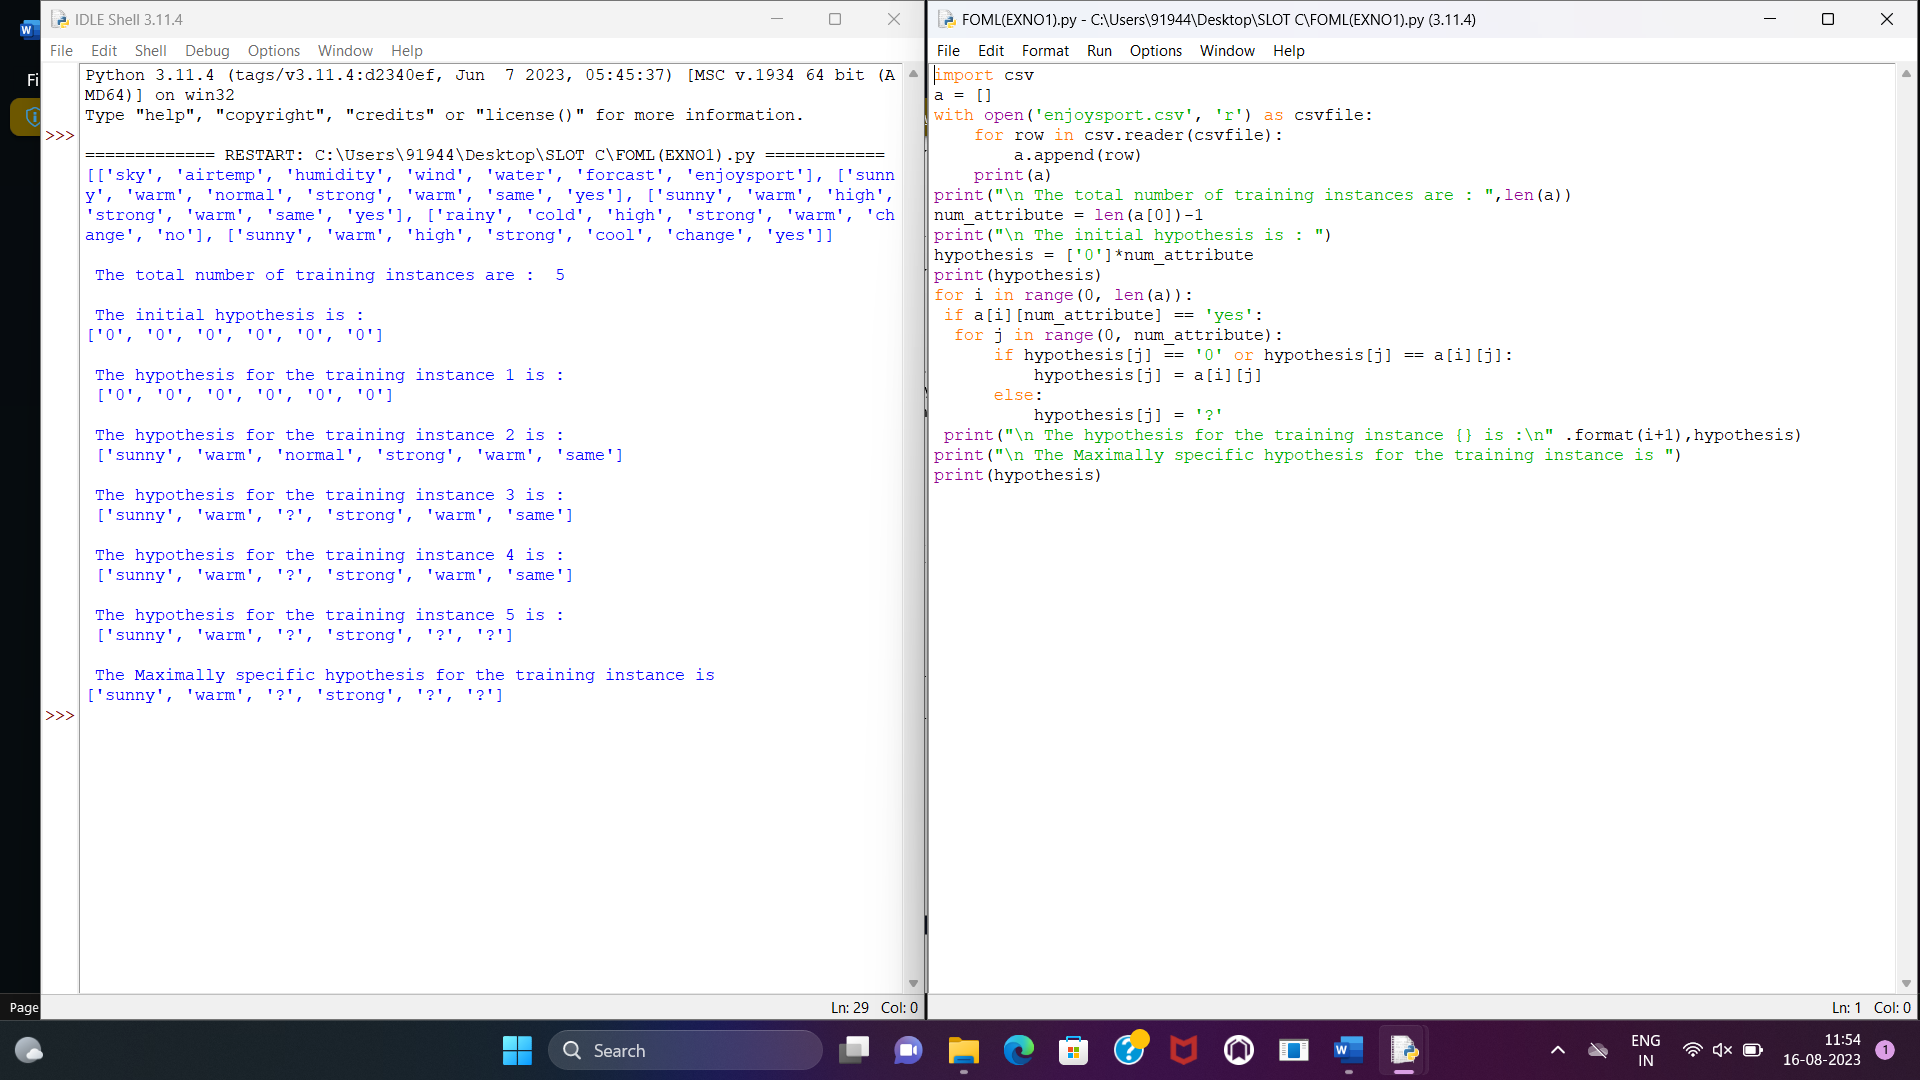 IDLE Shell 3.11.4
File Edit Shell Debug Options Window Help
Python 3.11.4 (tags/v3.11.4:d2340ef, Jun  7 2023, 05:45:37) [MSC v.1934 64 bit (A
MD64)] on win32
Type "help", "copyright", "credits" or "license()" for more information.
>>>
============= RESTART: C:\Users\91944\Desktop\SLOT C\FOML(EXNO1).py ============
[['sky', 'airtemp', 'humidity', 'wind', 'water', 'forcast', 'enjoysport'], ['sunn
y', 'warm', 'normal', 'strong', 'warm', 'same', 'yes'], ['sunny', 'warm', 'high',
'strong', 'warm', 'same', 'yes'], ['rainy', 'cold', 'high', 'strong', 'warm', 'ch
ange', 'no'], ['sunny', 'warm', 'high', 'strong', 'cool', 'change', 'yes']]
The total number of training instances are :  5
The initial hypothesis is :
['0', '0', '0', '0', '0', '0']
The hypothesis for the training instance 1 is :
['0', '0', '0', '0', '0', '0']
The hypothesis for the training instance 2 is :
['sunny', 'warm', 'normal', 'strong', 'warm', 'same']
The hypothesis for the training instance 3 is :
['sunny', 'warm', '?', 'strong', 'warm', 'same']
The hypothesis for the training instance 4 is :
['sunny', 'warm', '?', 'strong', 'warm', 'same']
The hypothesis for the training instance 5 is :
['sunny', 'warm', '?', 'strong', '?', '?']
The Maximally specific hypothesis for the training instance is
['sunny', 'warm', '?', 'strong', '?', '?']
>>>
Ln: 29 Col: 0
FOML(EXNO1).py - C:\Users\91944\Desktop\SLOT C\FOML(EXNO1).py (3.11.4)
File Edit Format Run Options Window Help
import csv
a = []
with open('enjoysport.csv', 'r') as csvfile:
    for row in csv.reader(csvfile):
        a.append(row)
    print(a)
print("\n The total number of training instances are : ",len(a))
num_attribute = len(a[0])-1
print("\n The initial hypothesis is : ")
hypothesis = ['0']*num_attribute
print(hypothesis)
for i in range(0, len(a)):
 if a[i][num_attribute] == 'yes':
  for j in range(0, num_attribute):
      if hypothesis[j] == '0' or hypothesis[j] == a[i][j]:
          hypothesis[j] = a[i][j]
      else:
          hypothesis[j] = '?'
 print("\n The hypothesis for the training instance {} is :\n" .format(i+1),hypothesis)
print("\n The Maximally specific hypothesis for the training instance is ")
print(hypothesis)
Ln: 1 Col: 0
Fi
Page
Search
ENG
IN
11:54
16-08-2023
1